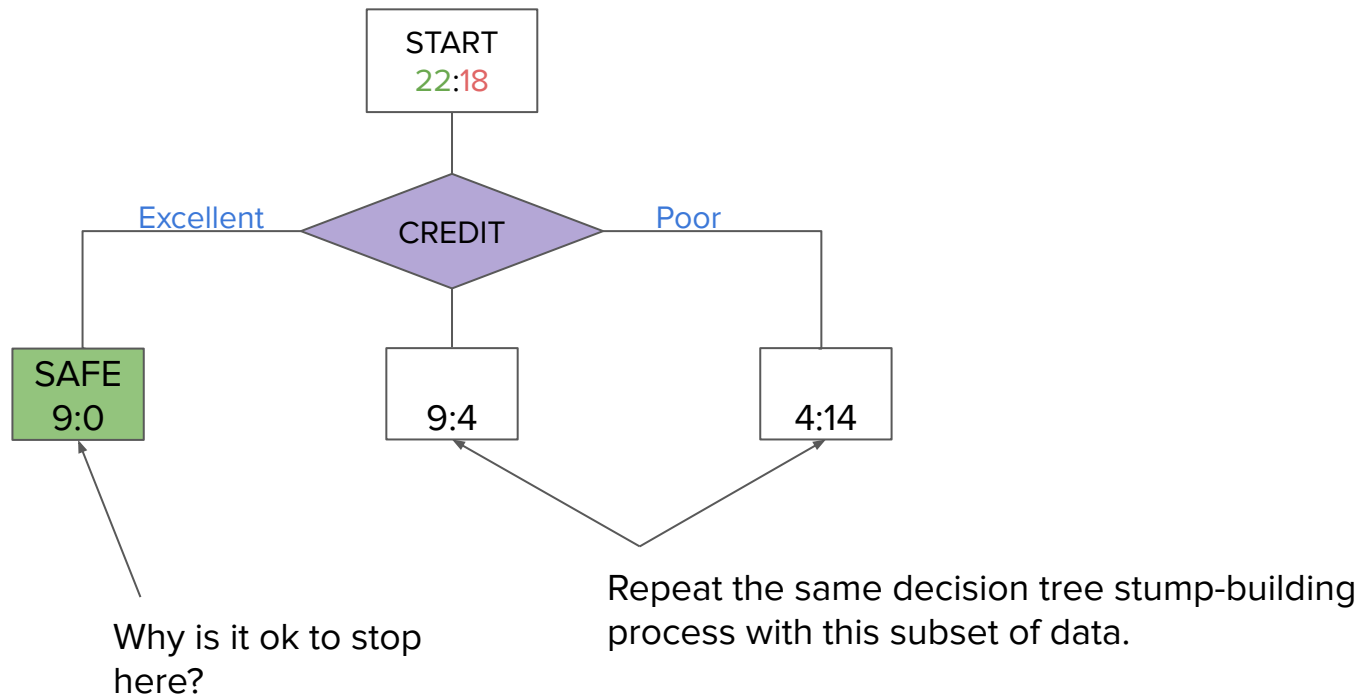 START
22:18
Excellent
CREDIT
Poor
SAFE
9:0
9:4
4:14
Why is it ok to stop
here?
Repeat the same decision tree stump-building
process with this subset of data.